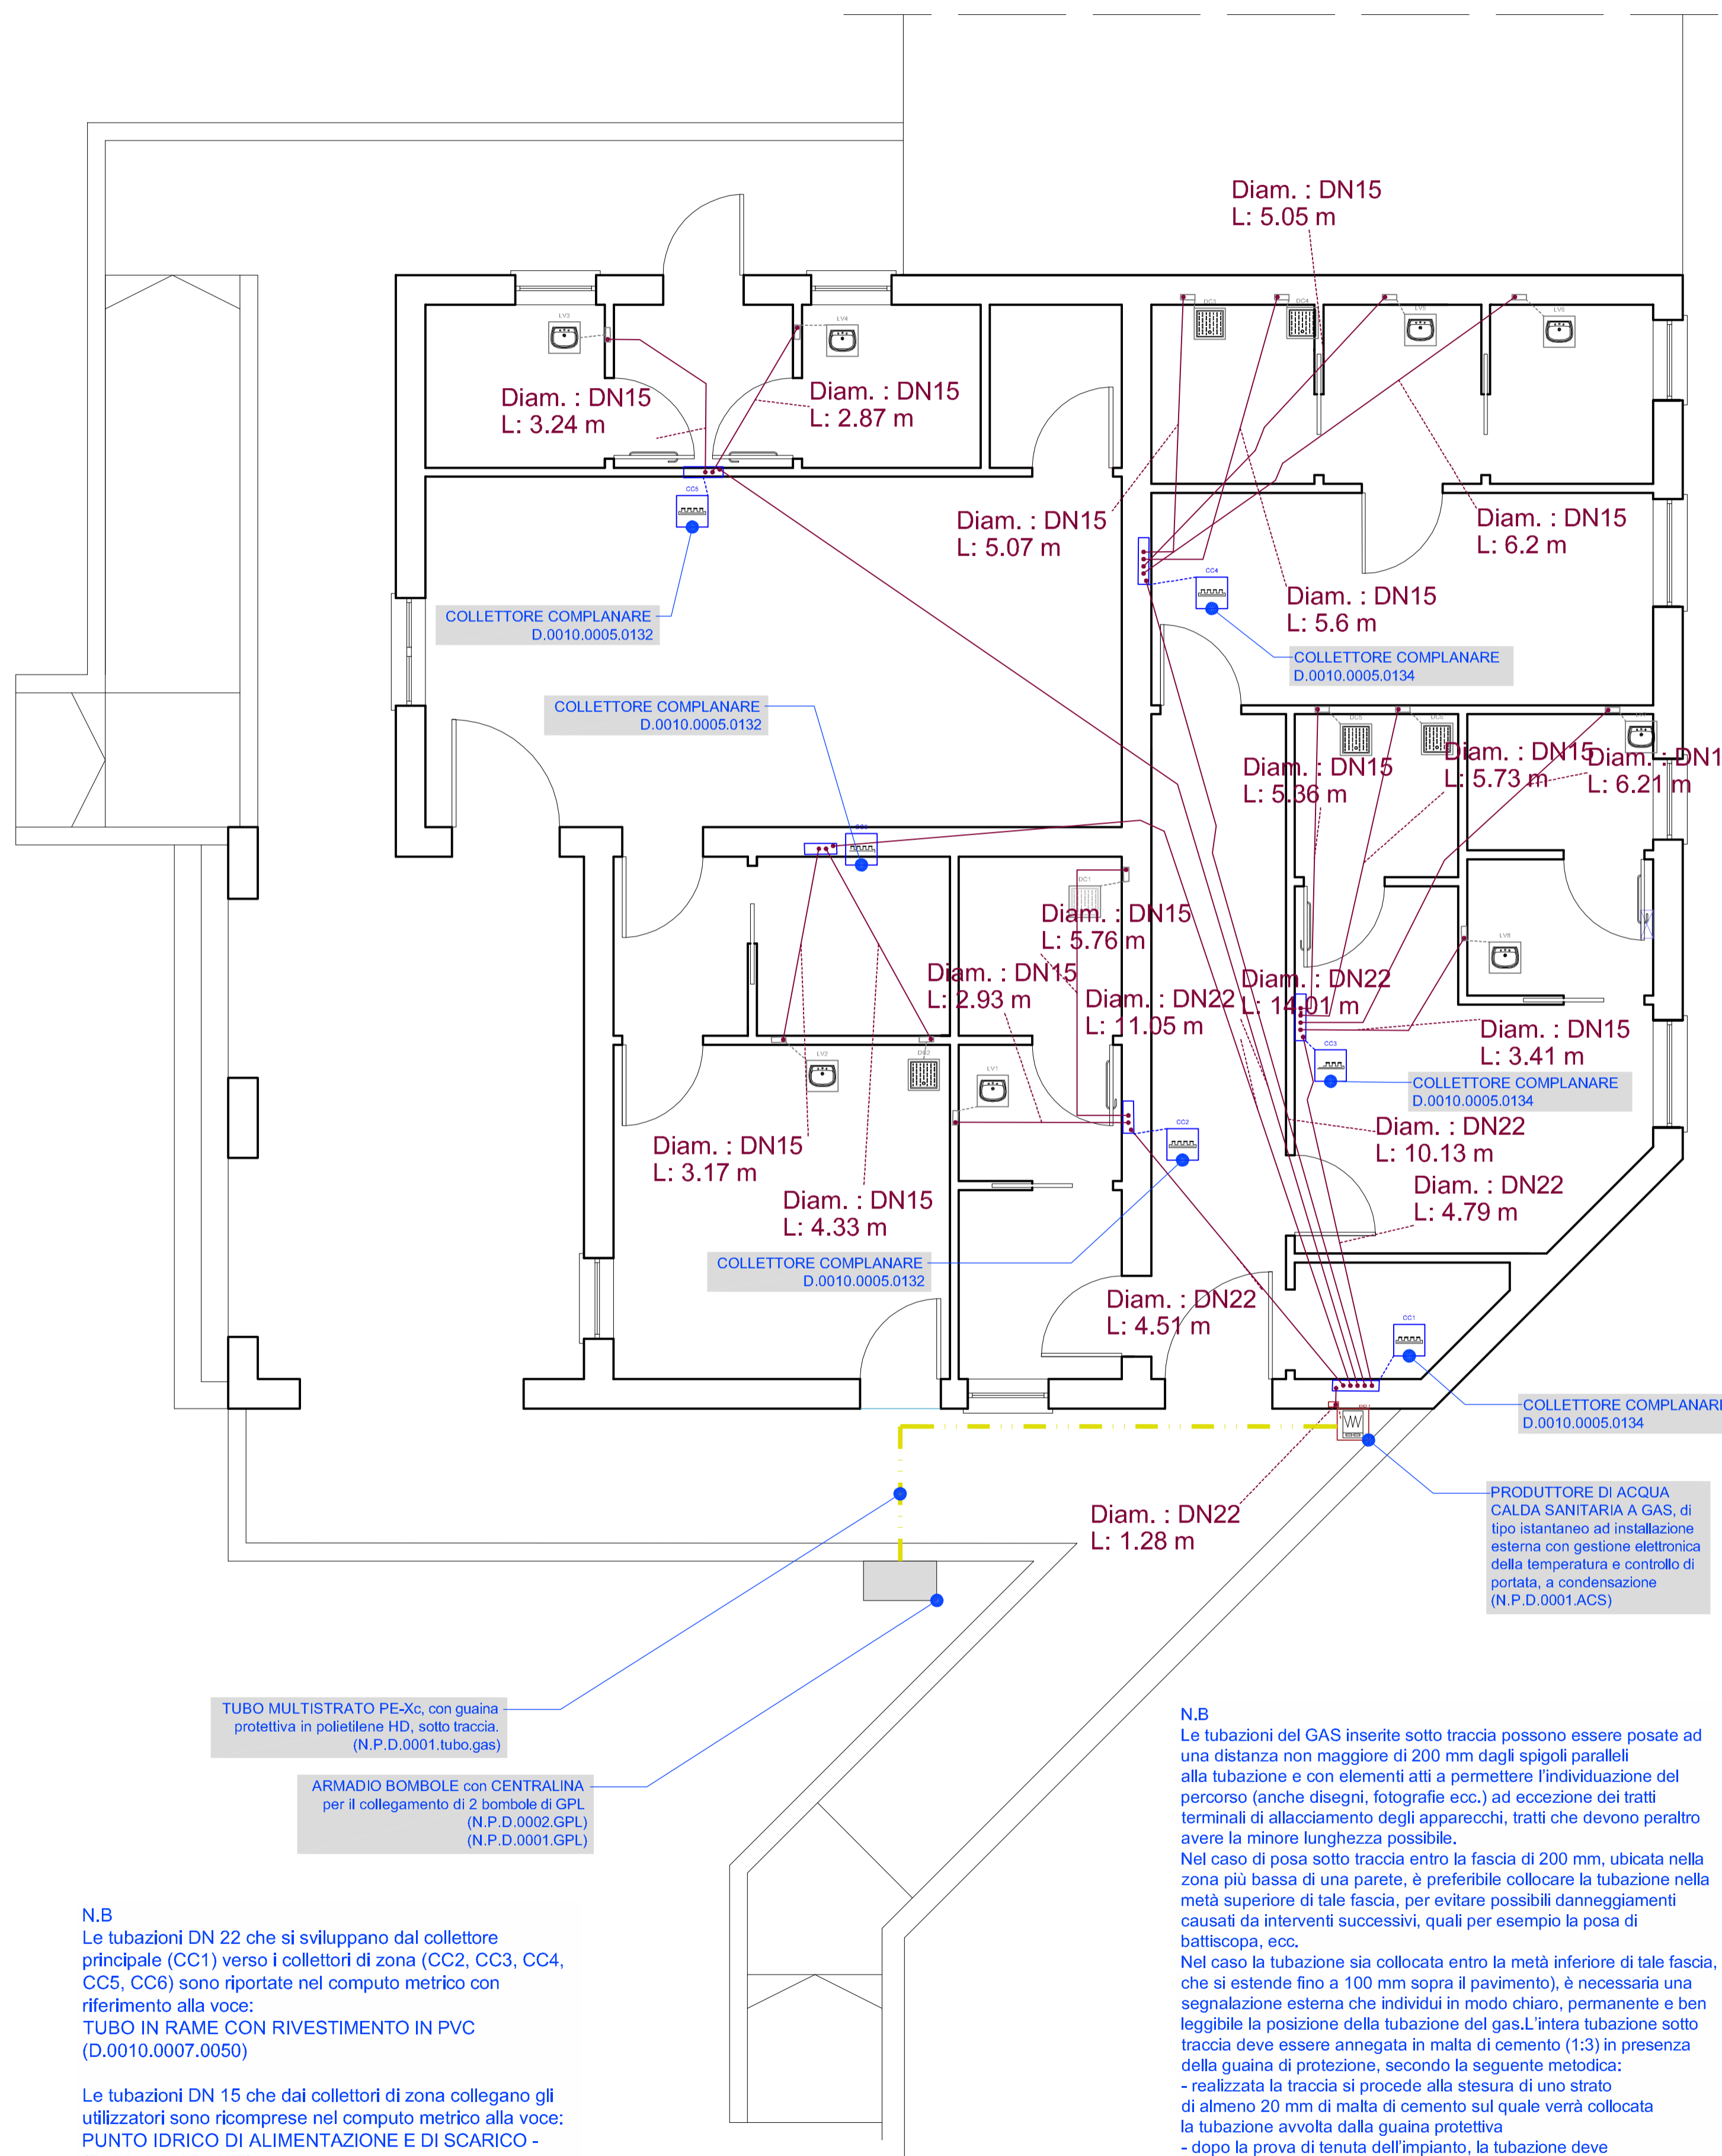 Diam. : DN15
L: 5.05 m
DC3
DC4
LV5
LV6
LV3
LV4
Diam. : DN15
L: 3.24 m
Diam. : DN15
L: 2.87 m
CC5
Diam. : DN15
L: 5.07 m
Diam. : DN15
L: 6.2 m
CC4
Diam. : DN15
L: 5.6 m
COLLETTORE COMPLANARE
D.0010.0005.0132
COLLETTORE COMPLANARE
D.0010.0005.0134
COLLETTORE COMPLANARE
D.0010.0005.0132
DC5
Diam. : DN15
L: 5.36 m
Diam. : DN15
L: 5.73 m
Diam. : DN1
L: 6.21 m
DC1
Diam. : DN15
L: 5.76 m
LV8
Diam. : DN15
L: 2.93 m
Diam. : DN22
L: 11.05 m
Diam. : DN22
L: 14.01 m
Diam. : DN15
L: 3.41 m
CC3
LV2
LV1
COLLETTORE COMPLANARE
D.0010.0005.0134
CC2
Diam. : DN15
L: 3.17 m
Diam. : DN22
L: 10.13 m
Diam. : DN15
L: 4.33 m
Diam. : DN22
L: 4.79 m
COLLETTORE COMPLANARE
D.0010.0005.0132
Diam. : DN22
L: 4.51 m
CC1
COLLETTORE COMPLANARE
D.0010.0005.0134
Diam. : DN22
L: 1.28 m
PRODUTTORE DI ACQUA
CALDA SANITARIA A GAS, di
tipo istantaneo ad installazione
esterna con gestione elettronica
della temperatura e controllo di
portata, a condensazione
(N.P.D.0001.ACS)
TUBO MULTISTRATO PE-Xc, con guaina
protettiva in polietilene HD, sotto traccia.
(N.P.D.0001.tubo.gas)
ARMADIO BOMBOLE con CENTRALINA
per il collegamento di 2 bombole di GPL
(N.P.D.0002.GPL)
(N.P.D.0001.GPL)
N.B
Le tubazioni DN 22 che si sviluppano dal collettore
principale (CC1) verso i collettori di zona (CC2, CC3, CC4,
CC5, CC6) sono riportate nel computo metrico con
riferimento alla voce:
TUBO IN RAME CON RIVESTIMENTO IN PVC
(D.0010.0007.0050)
Le tubazioni DN 15 che dai collettori di zona collegano gli
utilizzatori sono ricomprese nel computo metrico alla voce:
PUNTO IDRICO DI ALIMENTAZIONE E DI SCARICO -
N.B
Le tubazioni del GAS inserite sotto traccia possono essere posate ad
una distanza non maggiore di 200 mm dagli spigoli paralleli
alla tubazione e con elementi atti a permettere l'individuazione del
percorso (anche disegni, fotografie ecc.) ad eccezione dei tratti
terminali di allacciamento degli apparecchi, tratti che devono peraltro
avere la minore lunghezza possibile.
Nel caso di posa sotto traccia entro la fascia di 200 mm, ubicata nella
zona più bassa di una parete, è preferibile collocare la tubazione nella
metà superiore di tale fascia, per evitare possibili danneggiamenti
causati da interventi successivi, quali per esempio la posa di
battiscopa, ecc.
Nel caso la tubazione sia collocata entro la metà inferiore di tale fascia,
che si estende fino a 100 mm sopra il pavimento), è necessaria una
segnalazione esterna che individui in modo chiaro, permanente e ben
leggibile la posizione della tubazione del gas.L'intera tubazione sotto
traccia deve essere annegata in malta di cemento (1:3) in presenza
della guaina di protezione, secondo la seguente metodica:
- realizzata la traccia si procede alla stesura di uno strato
di almeno 20 mm di malta di cemento sul quale verrà collocata
la tubazione avvolta dalla guaina protettiva
- dopo la prova di tenuta dell'impianto, la tubazione deve